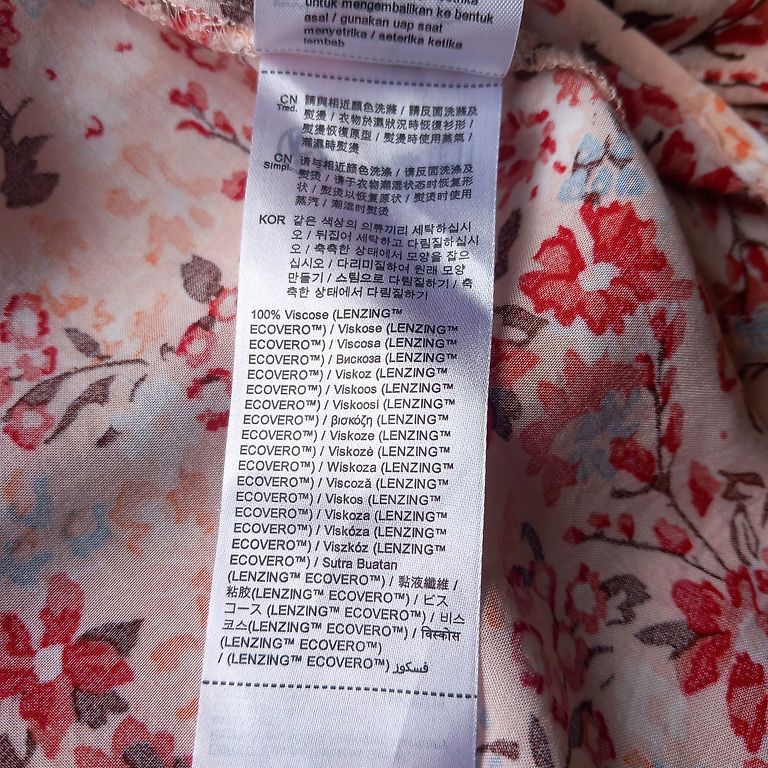 untuk mengembalikan ke bentuk
asal / gunakan uap saat
menyetrika / seterika ketika
lembab
CN Trad. 請與相近顏色洗滌 / 請反面洗滌及
熨燙 / 衣物於濕狀況時恢復衫形 /
熨燙恢復原型 / 熨燙時使用蒸氣 /
潮濕時熨燙
CN Simpl. 请与相近颜色洗涤 / 请反面洗涤及
熨烫 / 请于衣物潮湿状态时恢复形
状 / 熨烫以恢复原状 / 熨烫时使用
蒸汽 / 潮湿时熨烫
KOR 같은 색상의 의류끼리 세탁하십시
오 / 뒤집어 세탁하고 다림질하십시
오 / 축축한 상태에서 모양을 잡으
십시오 / 다리미질하여 원래 모양
만들기 / 스팀으로 다림질하기 / 축
축한 상태에서 다림질하기
100% Viscose (LENZING™
ECOVERO™) / Viskose (LENZING™
ECOVERO™) / Viscosa (LENZING™
ECOVERO™) / Вискоза (LENZING™
ECOVERO™) / Viskoz (LENZING™
ECOVERO™) / Viskoos (LENZING™
ECOVERO™) / Viskoosi (LENZING™
ECOVERO™) / βισκόζη (LENZING™
ECOVERO™) / Viskoze (LENZING™
ECOVERO™) / Viskozė (LENZING™
ECOVERO™) / Wiskoza (LENZING™
ECOVERO™) / Viscoză (LENZING™
ECOVERO™) / Viskos (LENZING™
ECOVERO™) / Viskoza (LENZING™
ECOVERO™) / Viskóza (LENZING™
ECOVERO™) / Viszkóz (LENZING™
ECOVERO™) / Sutra Buatan
(LENZING™ ECOVERO™) / 黏液纖維 /
粘胶(LENZING™ ECOVERO™) / ビス
コース (LENZING™ ECOVERO™) / 비스
코스(LENZING™ ECOVERO™) / विस्कोस
(LENZING™ ECOVERO™)
/ (LENZING™ ECOVERO™) ڤسكوز